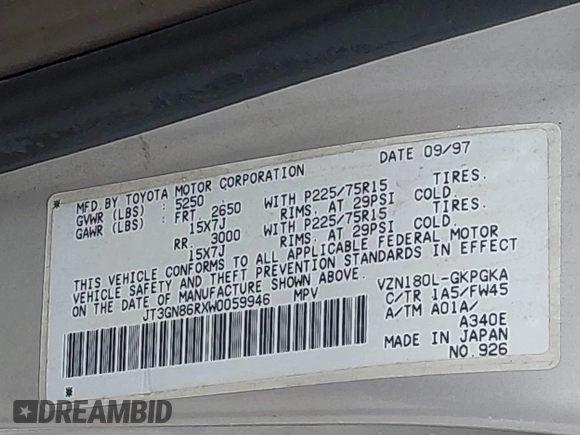 MFD. BY TOYOTA MOTOR CORPORATION DATE 09/97
GVWR (LBS) : 5250
GAWR (LBS) : FRT. 2650 WITH P225/75R15 TIRES.
15X7J RIMS. AT 29PSI COLD.
RR. 3000 WITH P225/75R15 TIRES.
15X7J RIMS. AT 29PSI COLD.
THIS VEHICLE CONFORMS TO ALL APPLICABLE FEDERAL MOTOR
VEHICLE SAFETY AND THEFT PREVENTION STANDARDS IN EFFECT
ON THE DATE OF MANUFACTURE SHOWN ABOVE.
JT3GN86RXW0059946 MPV
VZN180L-GKPGKA
C/TR 1A5/FW45
A/TM A01A/
A340E
MADE IN JAPAN
NO.926
DREAMBID